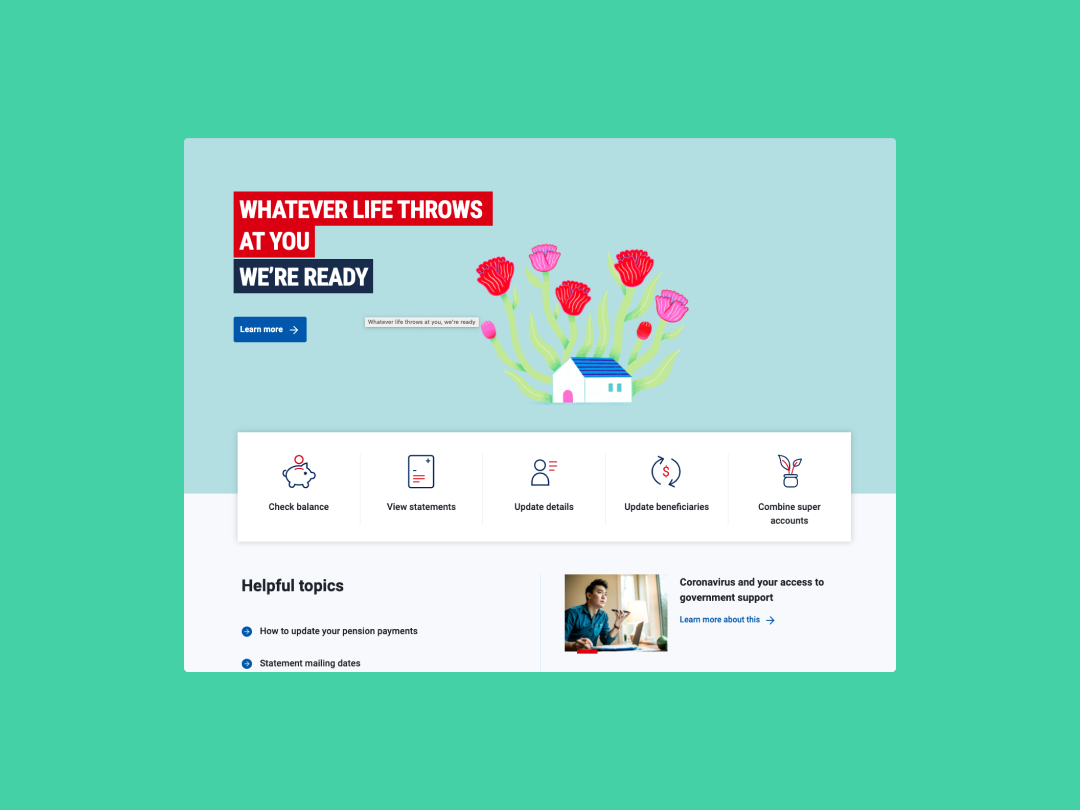 WHATEVER LIFE THROWS
AT YOU
WE'RE READY
Learn more
Whatever life throws at you, we're ready
Check balance
View statements
Update details
$
Update beneficiaries
Combine super
accounts
Helpful topics
How to update your pension payments
Statement mailing dates
Coronavirus and your access to
government support
Learn more about this